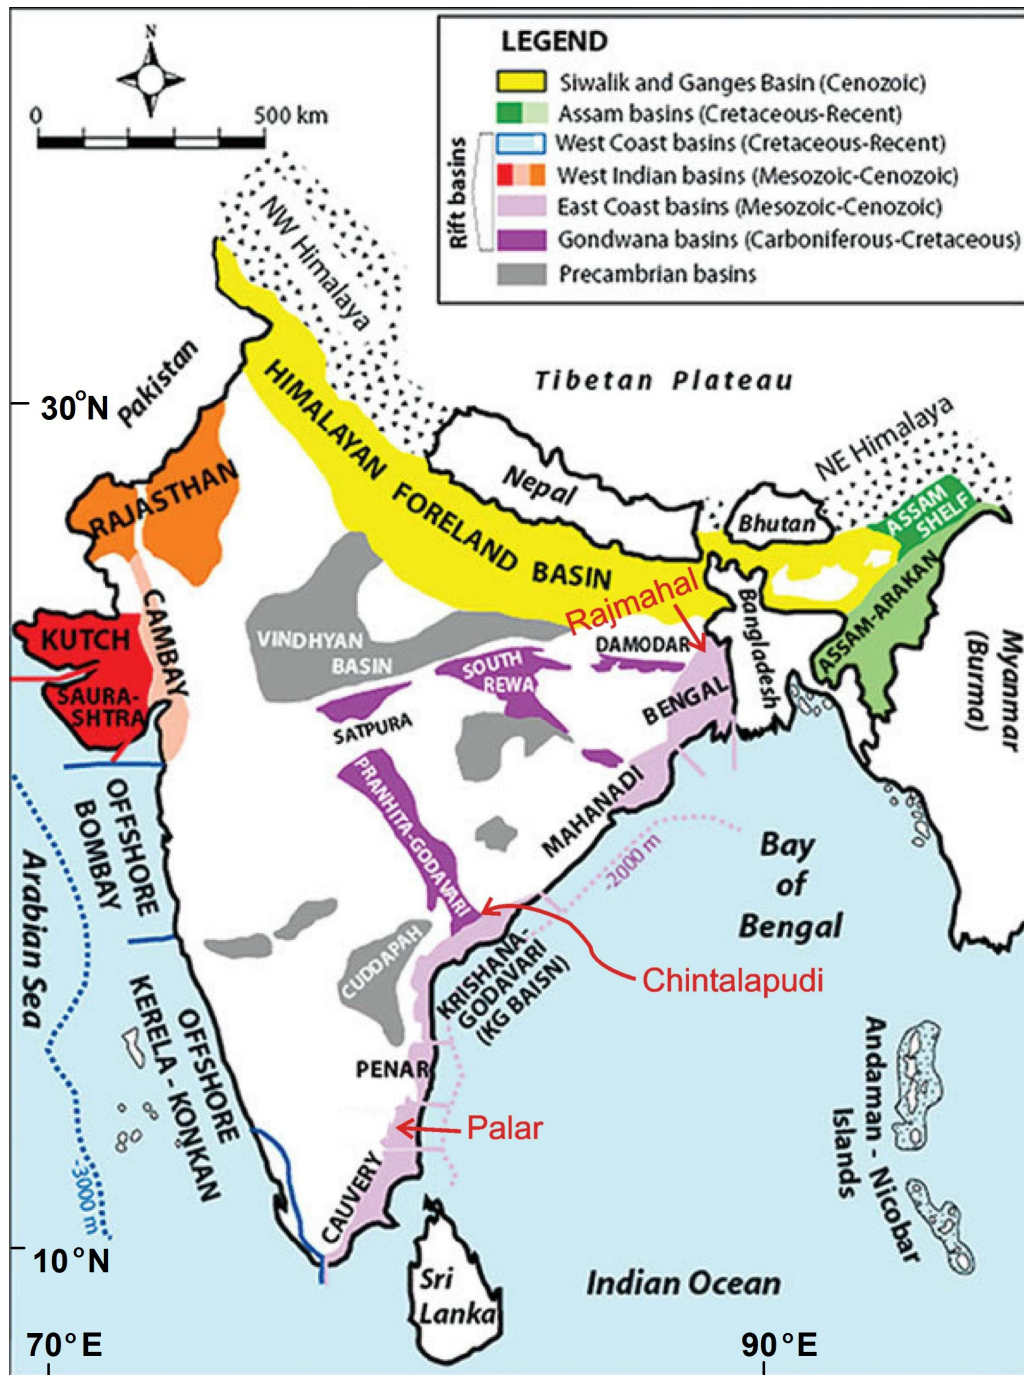 N
0
500 km
LEGEND
Siwalik and Ganges Basin (Cenozoic)
Assam basins (Cretaceous-Recent)
West Coast basins (Cretaceous-Recent)
West Indian basins (Mesozoic-Cenozoic)
East Coast basins (Mesozoic-Cenozoic)
Gondwana basins (Carboniferous-Cretaceous)
Precambrian basins
Rift basins
NW Himalaya
Pakistan
Tibetan Plateau
30°N
HIMALAYAN FORELAND BASIN
Nepal
NE Himalaya
Bhutan
ASSAM
SHELF
RAJASTHAN
ASSAM-ARAKAN
Bangladesh
Rajmahal
CAMBAY
KUTCH
VINDHYAN
BASIN
DAMODAR
SOUTH
REWA
SAURA-
SHTRA
BENGAL
Myanmar
(Burma)
SATPURA
PRANHITA-GODAVARI
MAHANADI
OFFSHORE
BOMBAY
-2000 m
Bay
of
Bengal
Arabian Sea
CUDDAPAH
KRISHANA-
GODAVARI
(KG BAISN)
Chintalapudi
OFFSHORE
KERELA - KONKAN
PENAR
Palar
Andaman - Nicobar
Islands
-3000 m
CAUVERY
10°N
Sri
Lanka
Indian Ocean
70°E
90°E